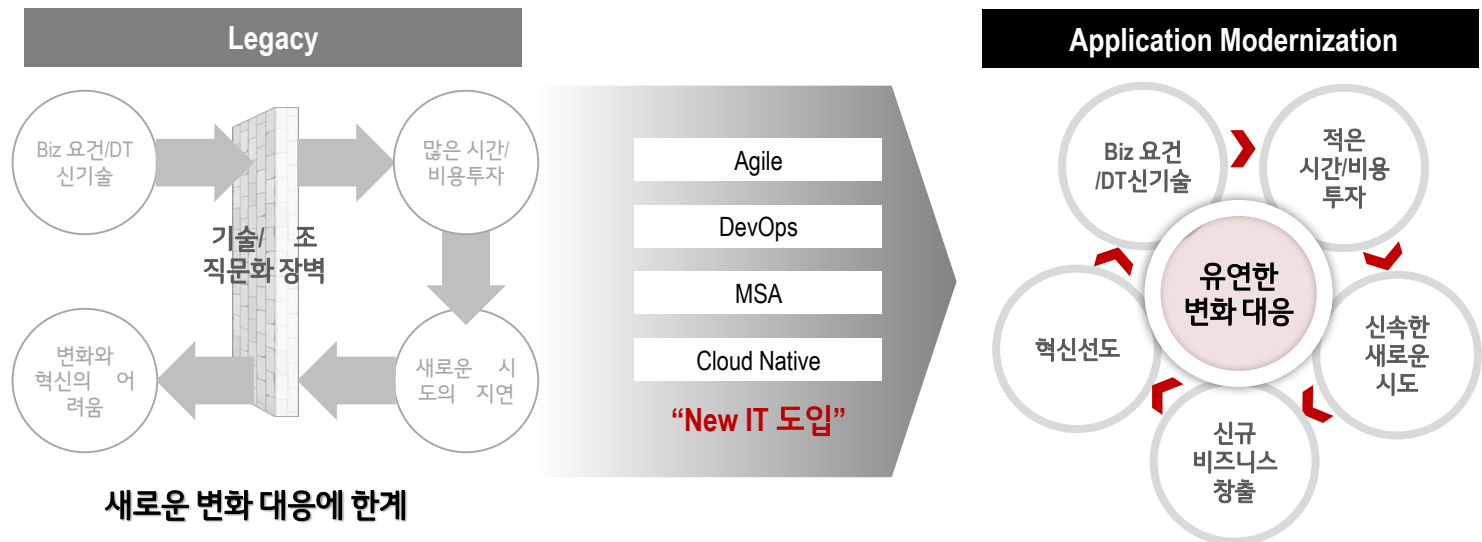 Legacy
Biz 요건/DT
신기술
많은 시간/
비용투자
기술/ 조
직문화 장벽
변화와
혁신의 어
려움
새로운 시
도의 지연
새로운 변화 대응에 한계
Agile
DevOps
MSA
Cloud Native
“New IT 도입”
Application Modernization
Biz 요건
/DT신기술
적은
시간/비용
투자
유연한
변화 대응
혁신선도
신속한
새로운
시도
신규
비즈니스
창출